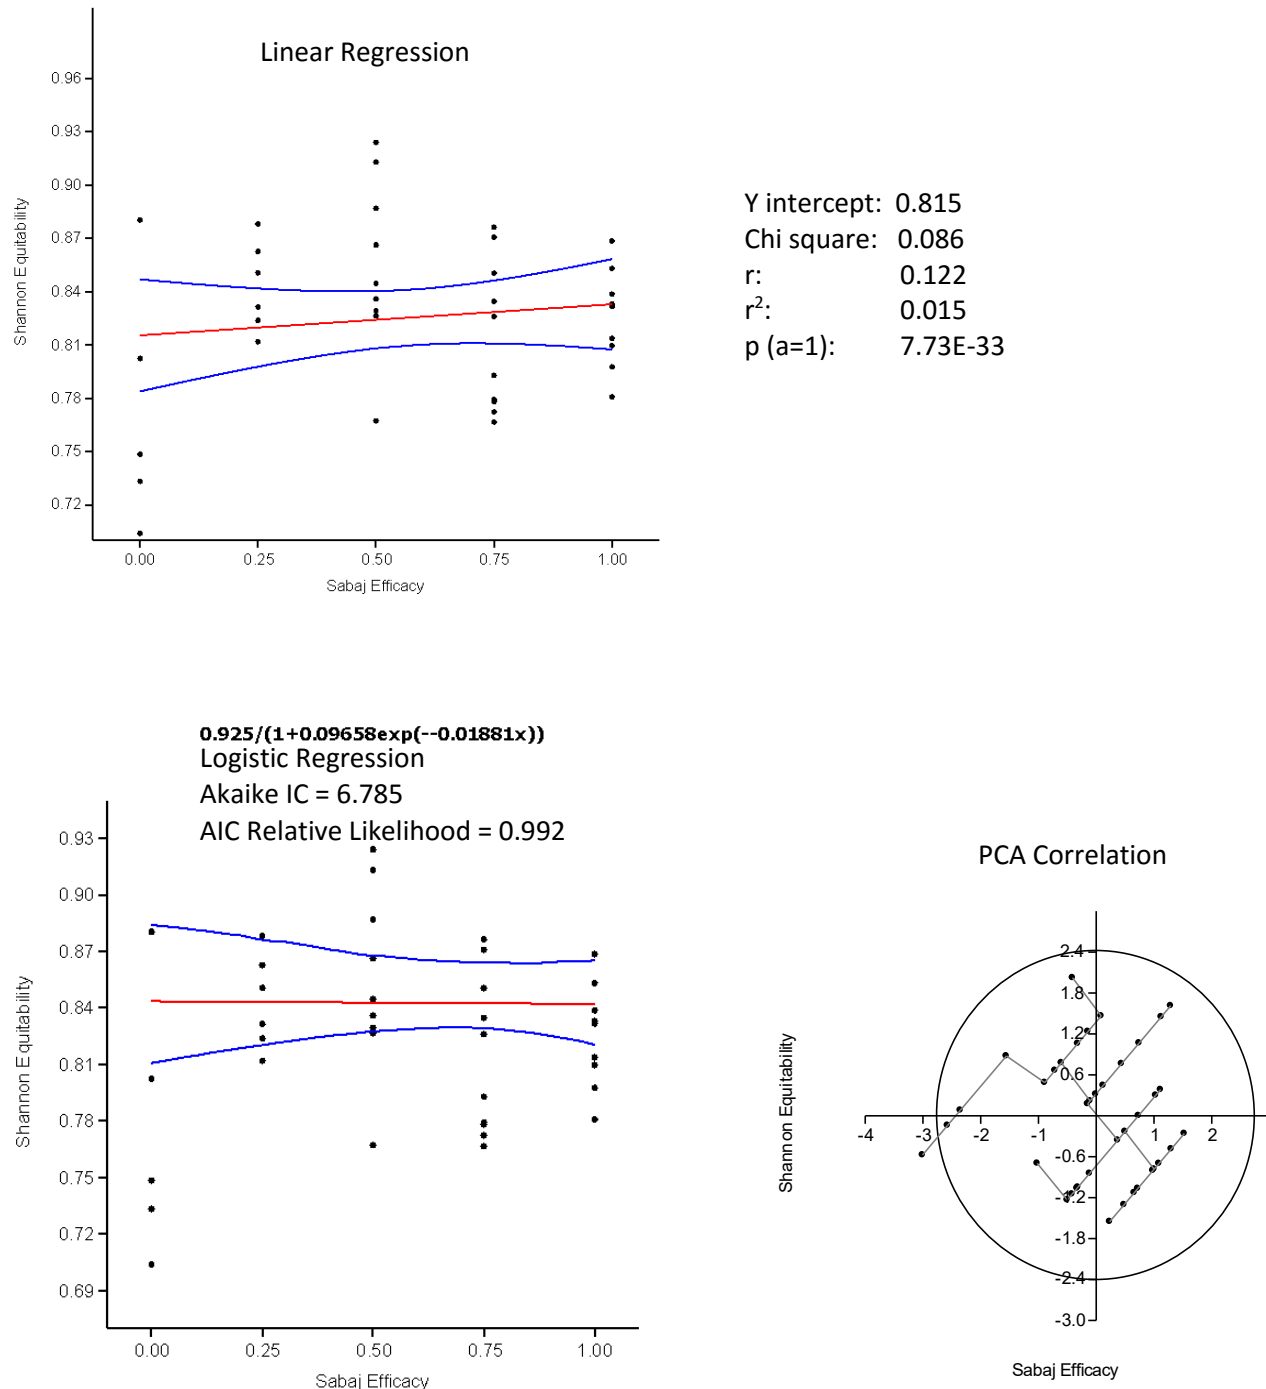 Linear Regression
0.96
0.93
0.90
0.87
0.84
0.81
0.78
0.75
0.72
Shannon Equitability
0.00 0.25 0.50 0.75 1.00
Sabaj Efficacy
Y intercept: 0.815
Chi square: 0.086
r: 0.122
r²: 0.015
p (a=1): 7.73E-33
0.925/(1+0.09658exp(--0.01881x))
Logistic Regression
Akaike IC = 6.785
AIC Relative Likelihood = 0.992
0.93
0.90
0.87
0.84
0.81
0.78
0.75
0.72
0.69
Shannon Equitability
0.00 0.25 0.50 0.75 1.00
Sabaj Efficacy
PCA Correlation
2.4
1.8
1.2
0.6
-4 -3 -2 -1 1 2
-0.6
-1.2
-1.8
-2.4
-3.0
Shannon Equitability
Sabaj Efficacy